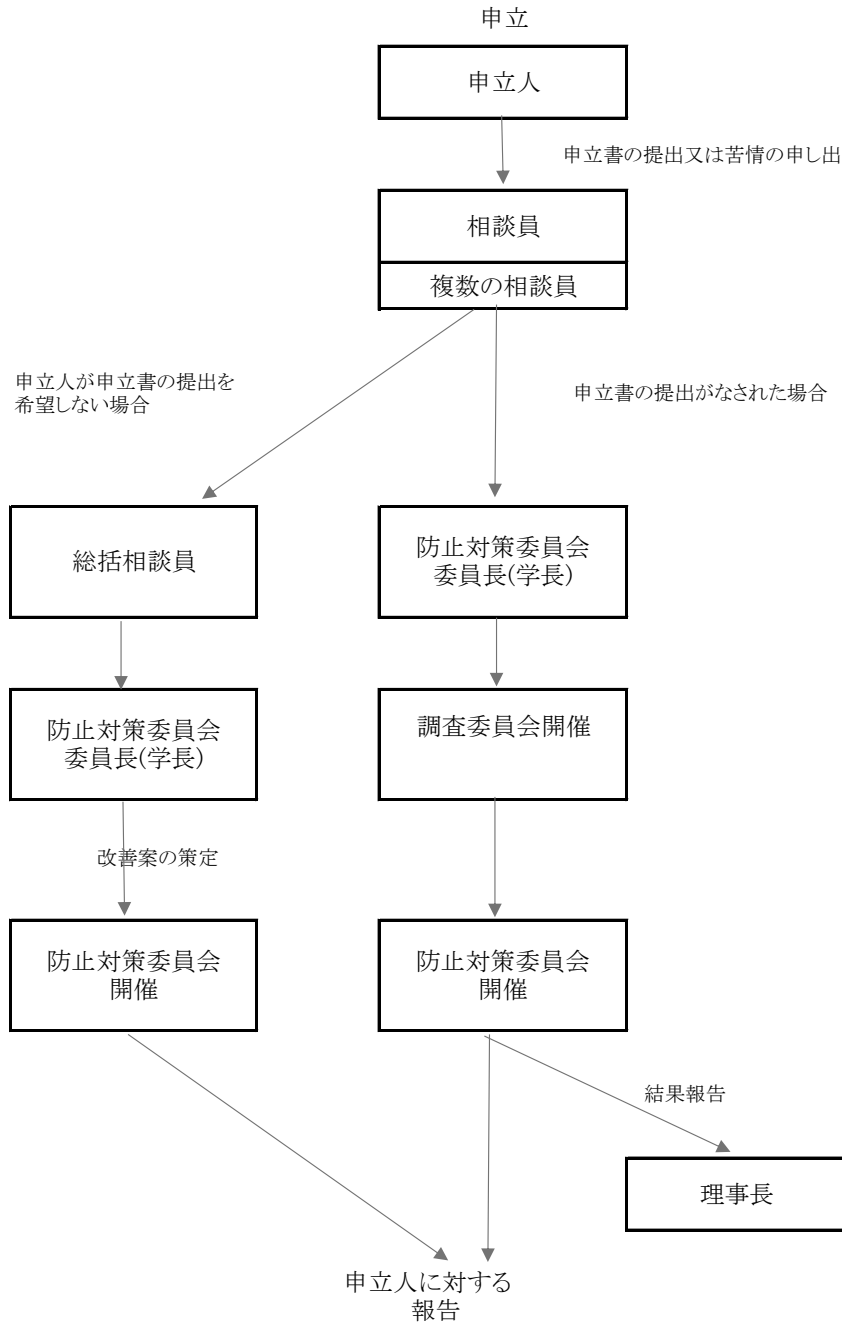 申立
申立人
申立書の提出又は苦情の申し出
相談員
複数の相談員
申立人が申立書の提出を
希望しない場合
申立書の提出がなされた場合
総括相談員
防止対策委員会
委員長(学長)
防止対策委員会
委員長(学長)
調査委員会開催
改善案の策定
防止対策委員会
開催
防止対策委員会
開催
結果報告
理事長
申立人に対する
報告